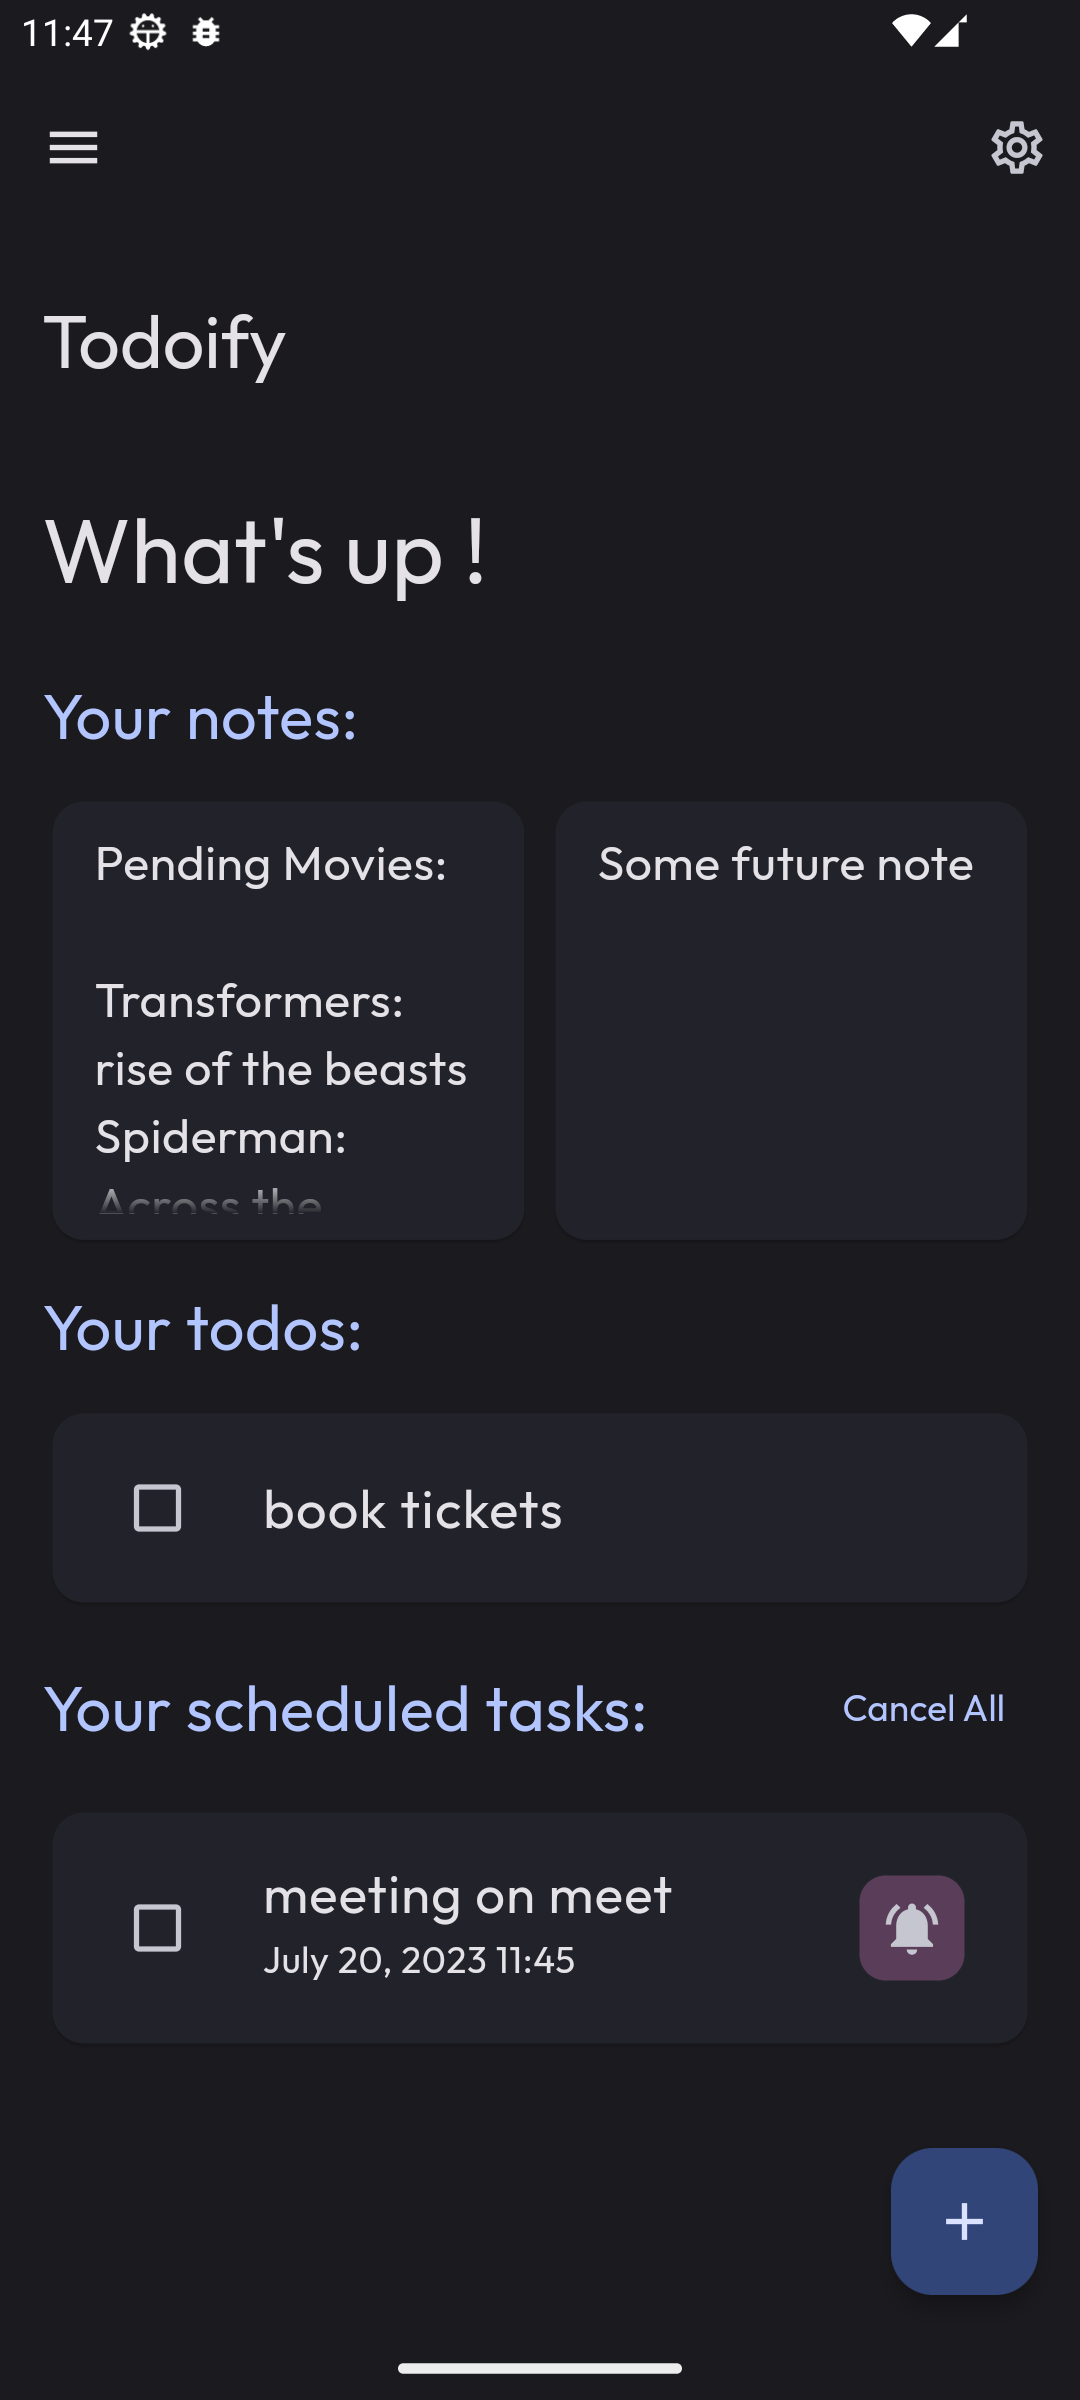 11:47
Todoify
What's up !
Your notes:
Pending Movies:
Transformers:
rise of the beasts
Spiderman:
Across the
Some future note
Your todos:
book tickets
Your scheduled tasks:
Cancel All
meeting on meet
July 20, 2023 11:45